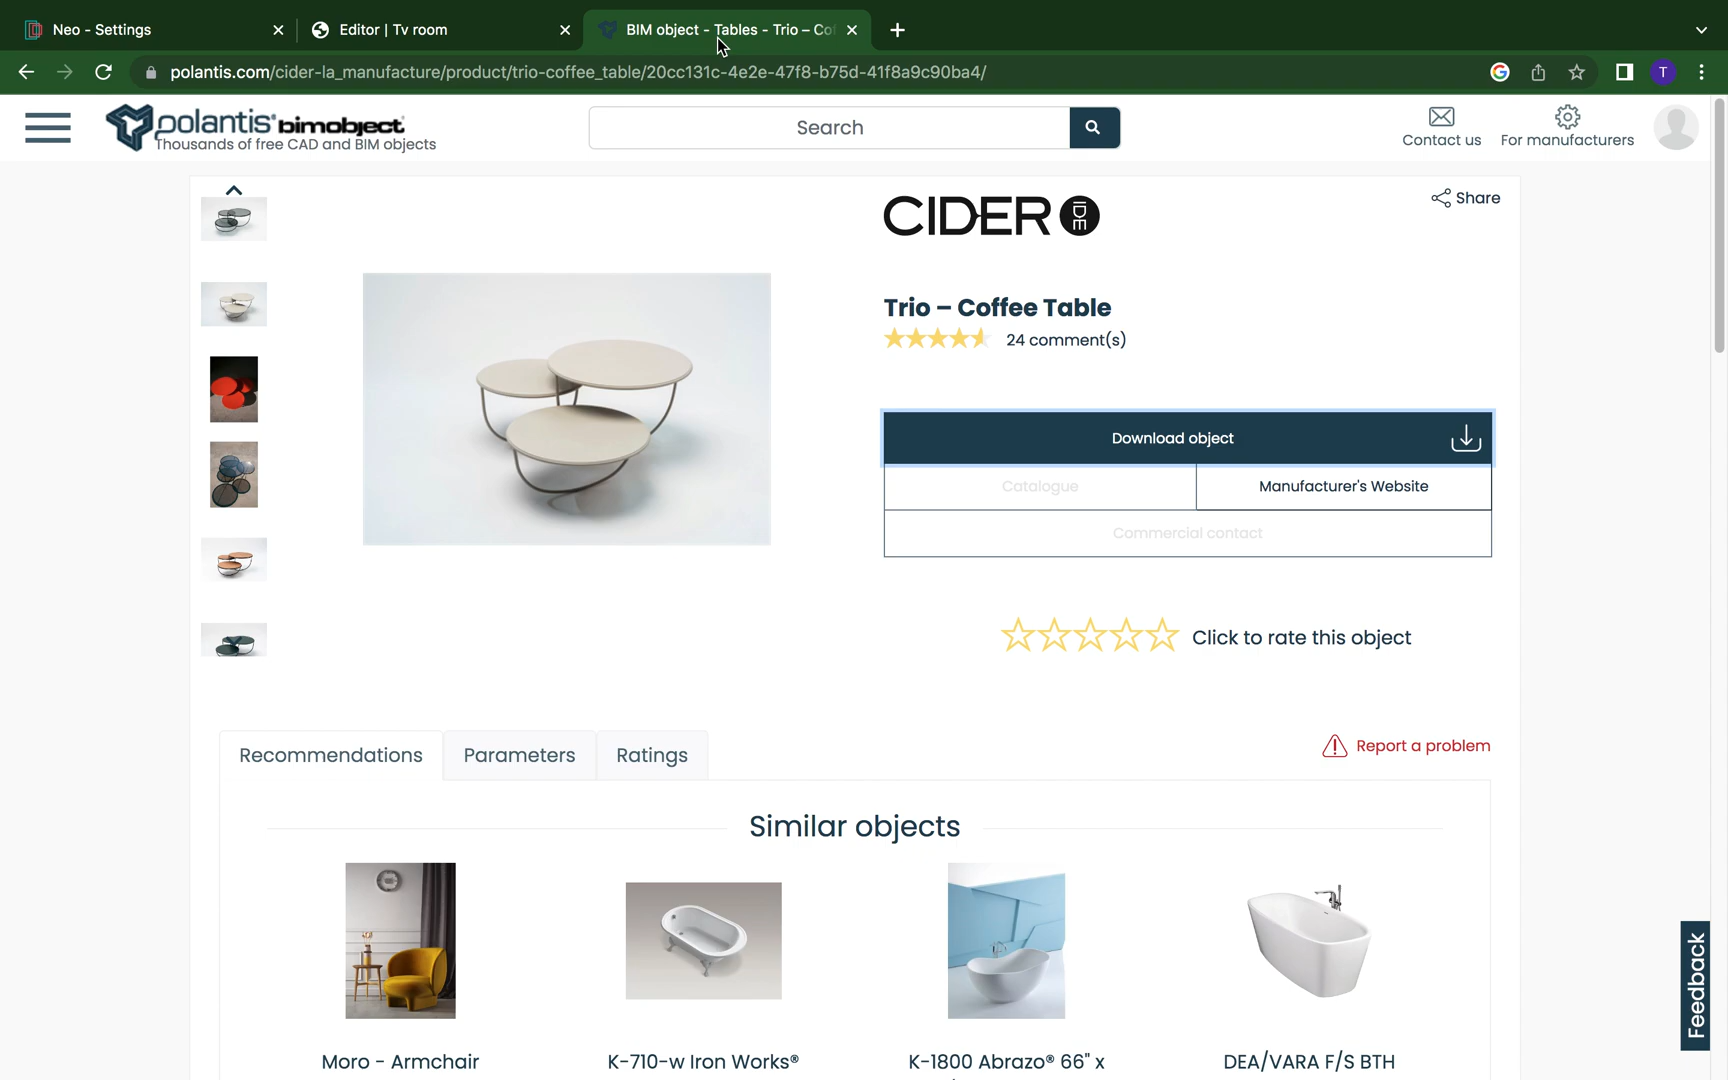 Neo - Settings
Editor | Tv room
BIM object - Tables - Trio – Cof
polantis.com/cider-la_manufacture/product/trio-coffee_table/20cc131c-4e2e-47f8-b75d-41f8a9c90ba4/
T
polantis® bimobject®
Thousands of free CAD and BIM objects
Search
Contact us
For manufacturers
CIDER IDM
Share
Trio – Coffee Table
24 comment(s)
Download object
Catalogue
Manufacturer's Website
Commercial contact
Click to rate this object
Recommendations
Parameters
Ratings
Report a problem
Similar objects
Moro - Armchair
K-710-w Iron Works®
K-1800 Abrazo® 66" x
DEA/VARA F/S BTH
Feedback